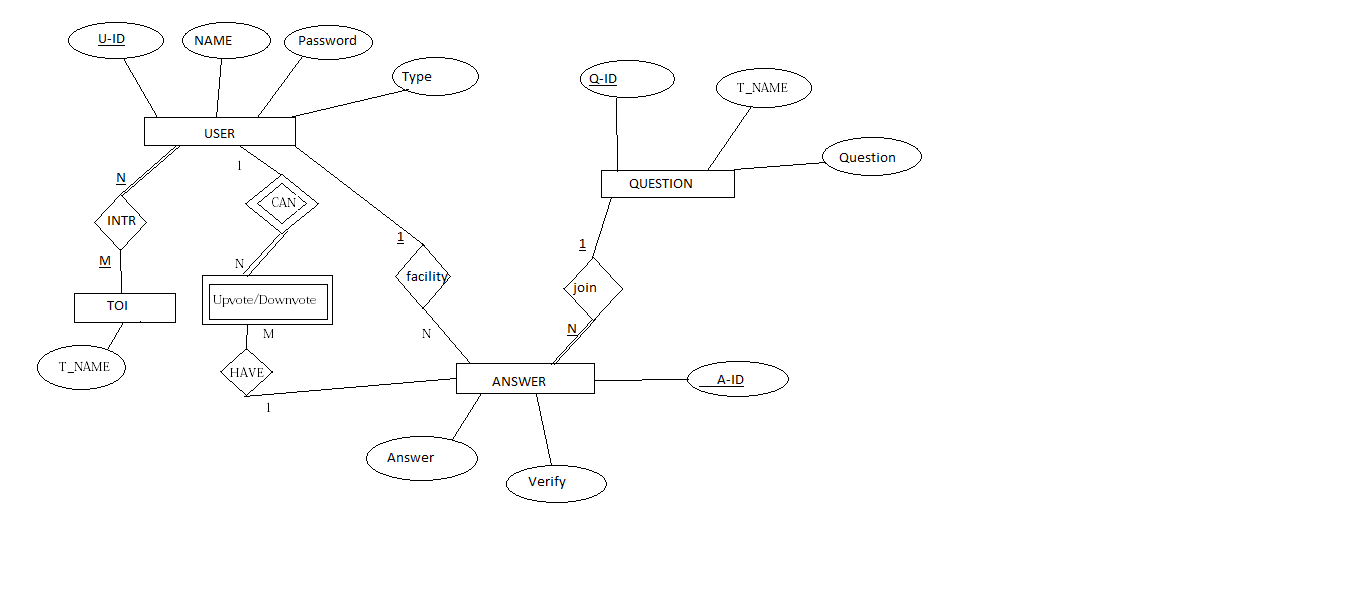 U-ID
NAME
Password
Type
Q-ID
T_NAME
USER
Question
1
N
QUESTION
CAN
INTR
1
1
M
N
facility
join
Upvote/Downvote
TOI
N
M
N
T_NAME
HAVE
ANSWER
A-ID
1
Answer
Verify